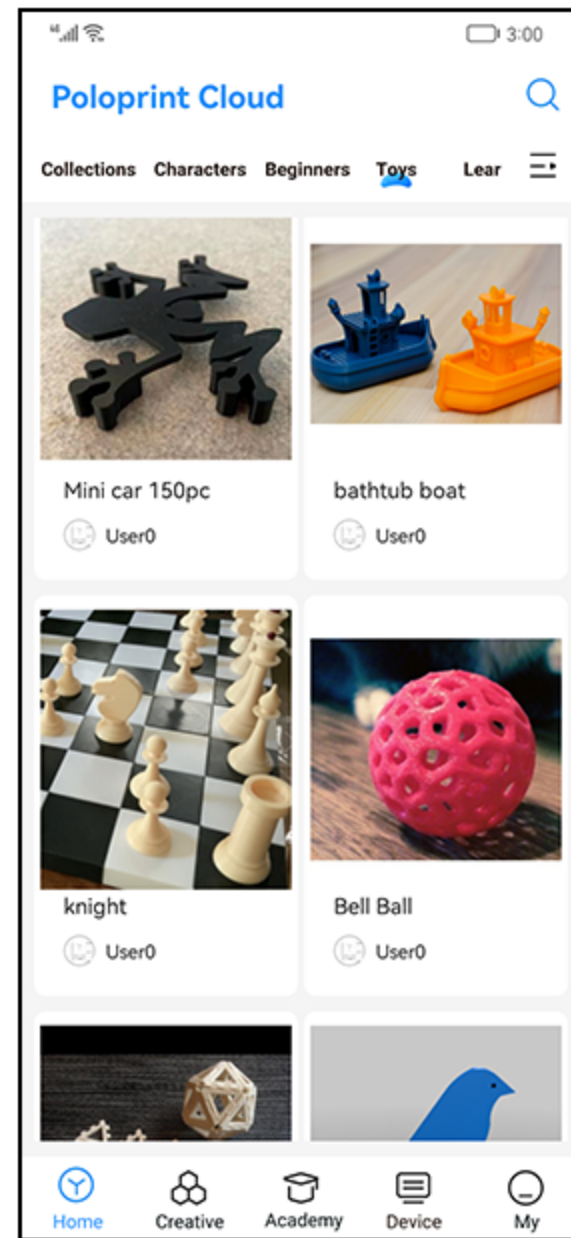 3:00
Poloprint Cloud
Collections Characters Beginners Toys Lear
Mini car 150pc
User0
bathtub boat
User0
knight
User0
Bell Ball
User0
Home Creative Academy Device My